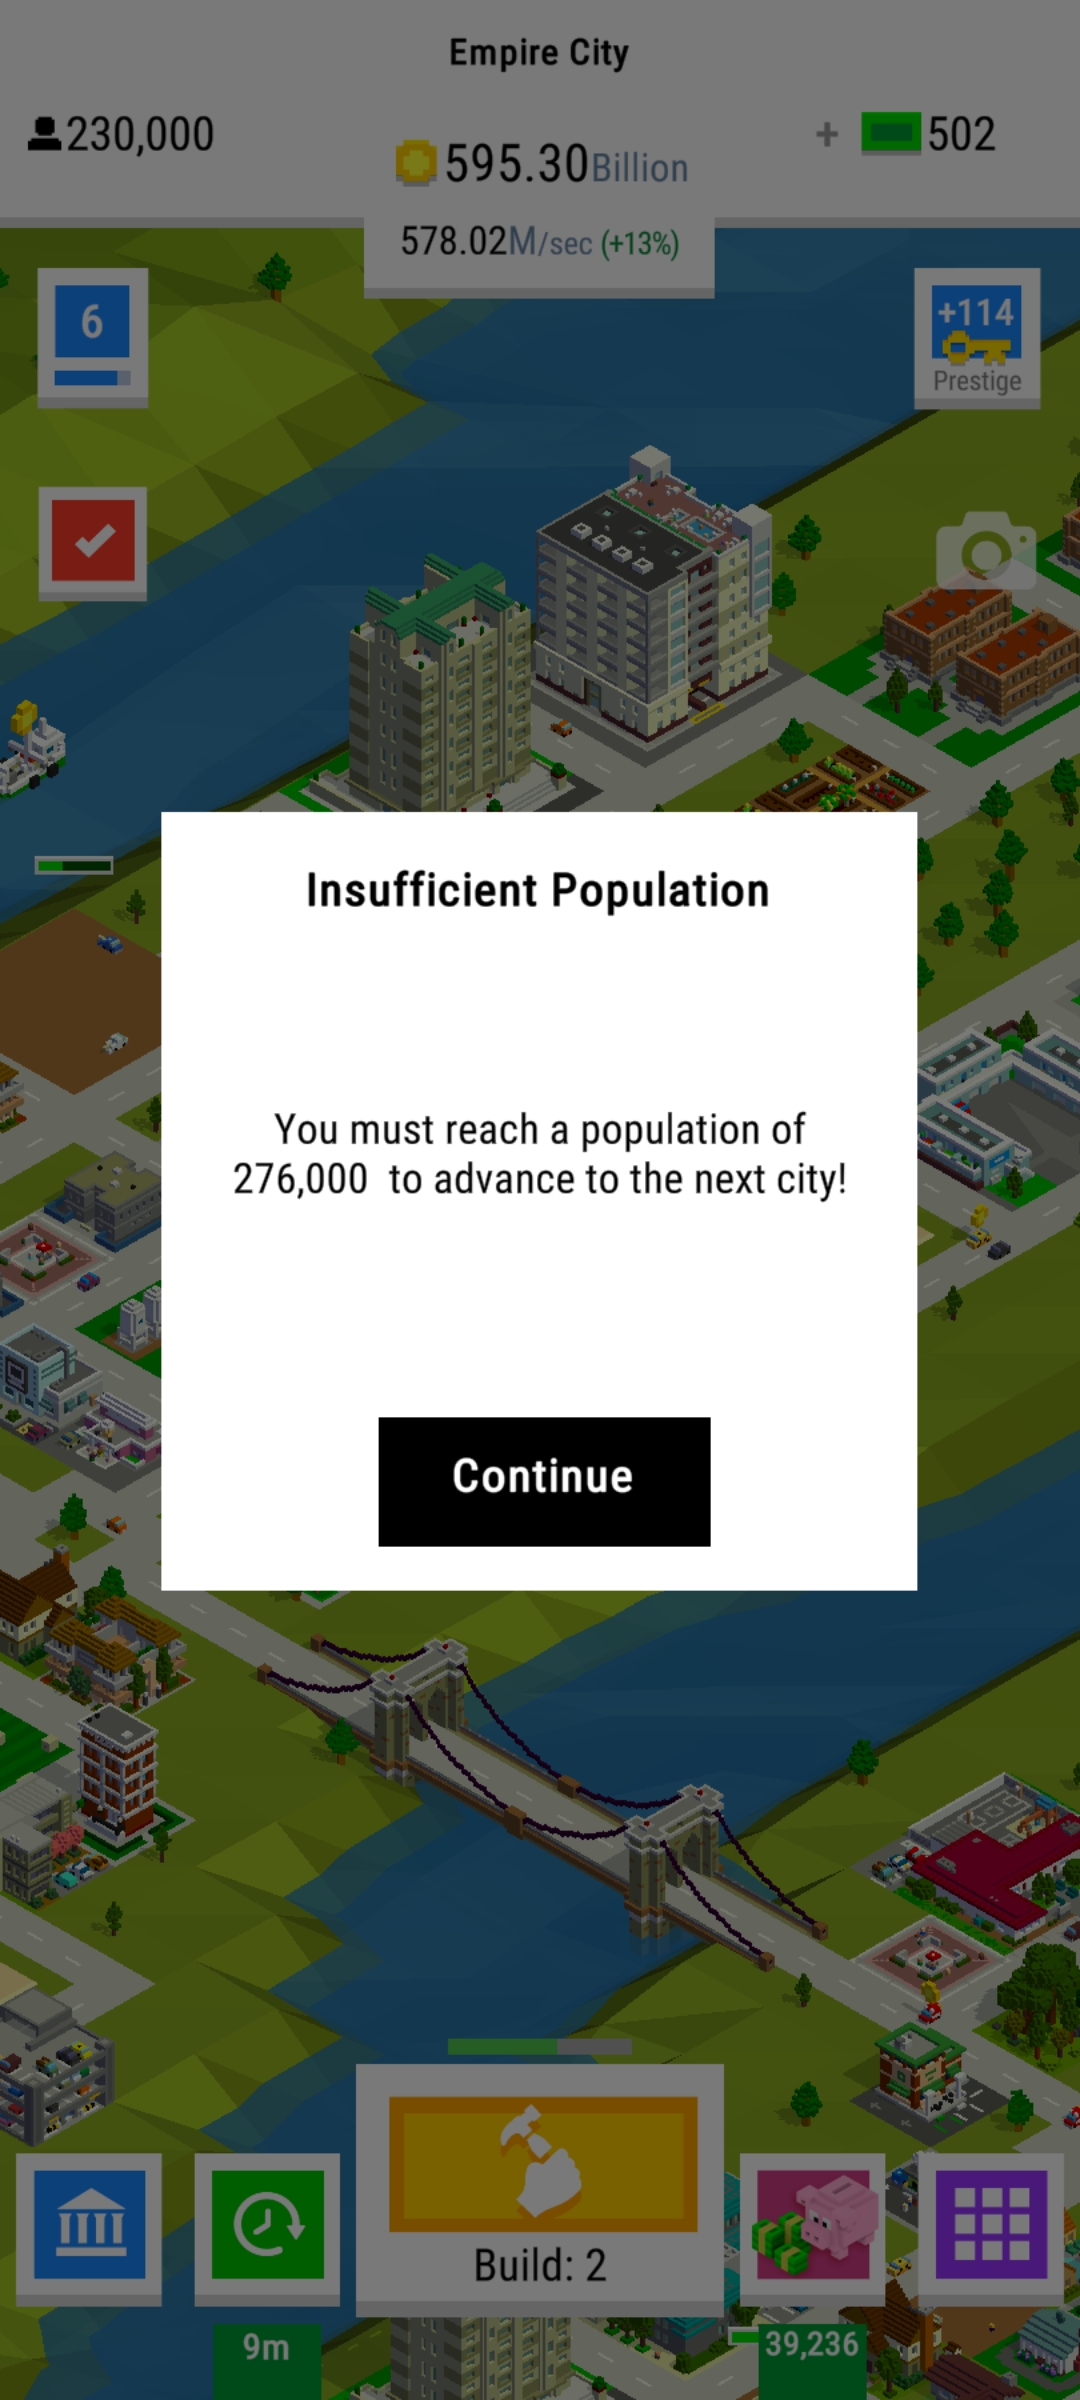 Empire City
230,000
595.30Billion
+ 502
578.02M/sec (+13%)
6
+114
Prestige
Insufficient Population
You must reach a population of
276,000 to advance to the next city!
Continue
Build: 2
9m
39,236